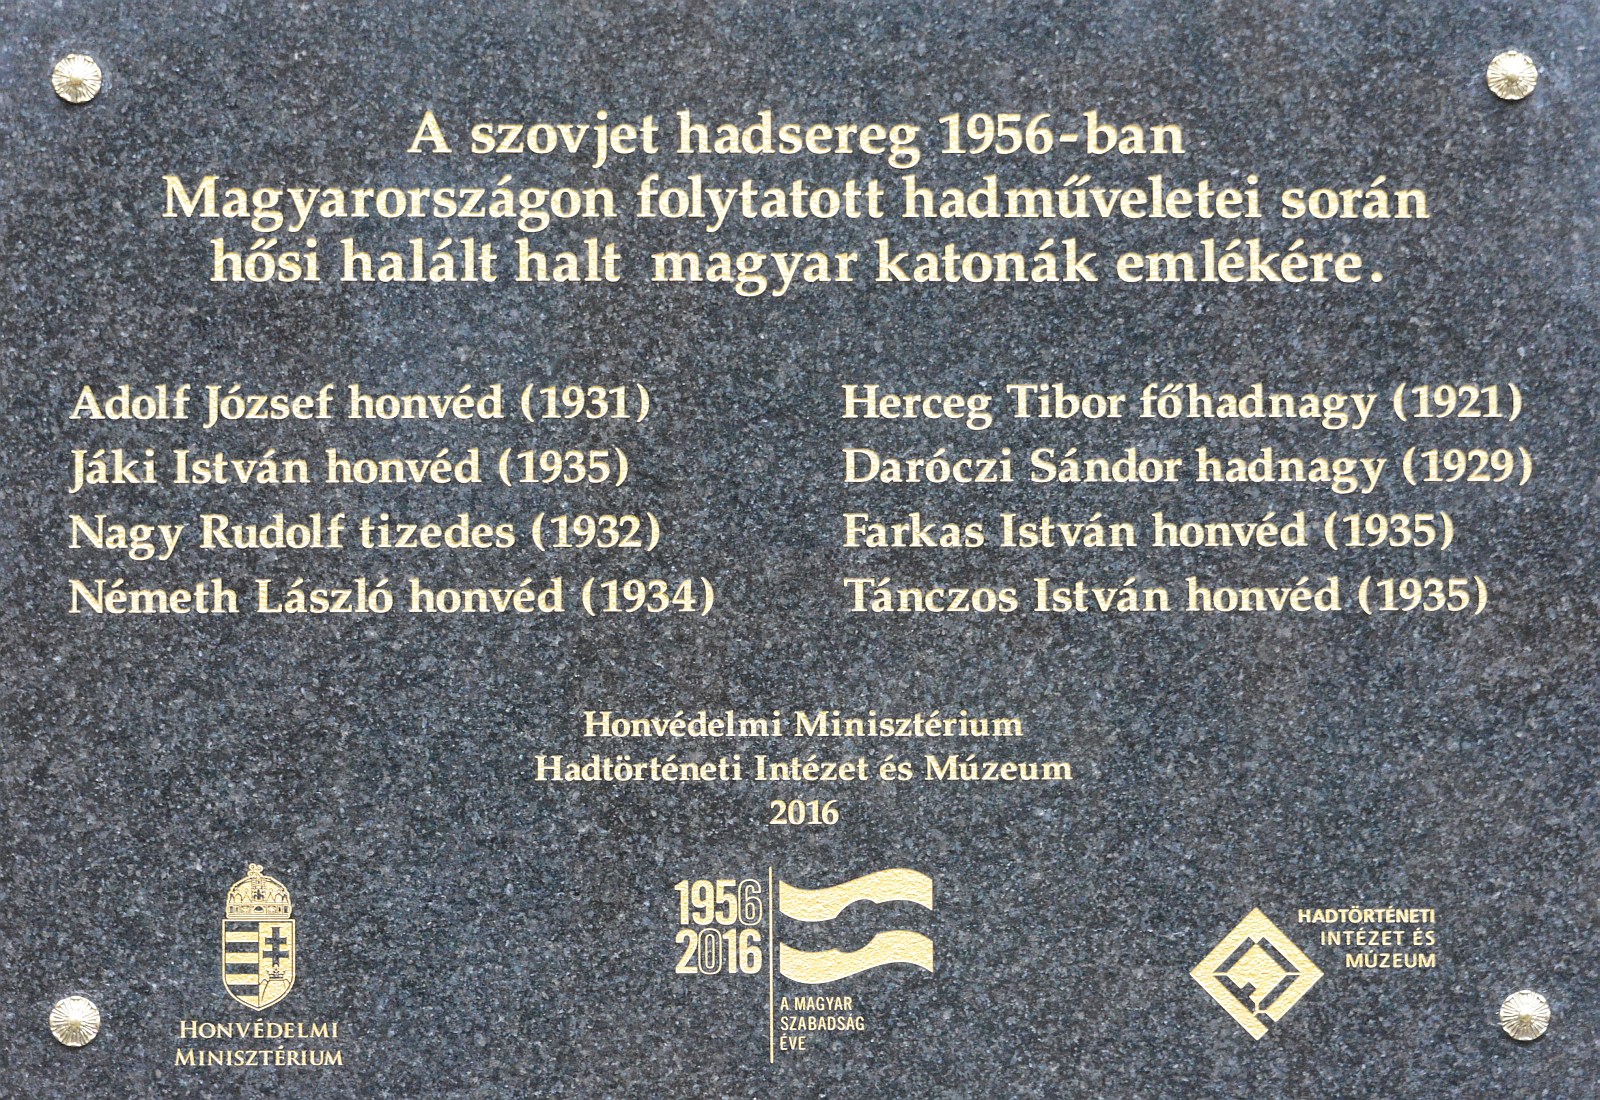 A szovjet hadsereg 1956-ban
Magyarországon folytatott hadműveletei során
hősi halált halt magyar katonák emlékére.
Adolf József honvéd (1931)
Jáki István honvéd (1935)
Nagy Rudolf tizedes (1932)
Németh László honvéd (1934)
Herceg Tibor főhadnagy (1921)
Daróczi Sándor hadnagy (1929)
Farkas István honvéd (1935)
Tánczos István honvéd (1935)
Honvédelmi Minisztérium
Hadtörténeti Intézet és Múzeum
2016
HONVÉDELMI
MINISZTÉRIUM
1956
2016
A MAGYAR
SZABADSÁG
ÉVE
HADTÖRTÉNETI
INTÉZET ÉS
MÚZEUM